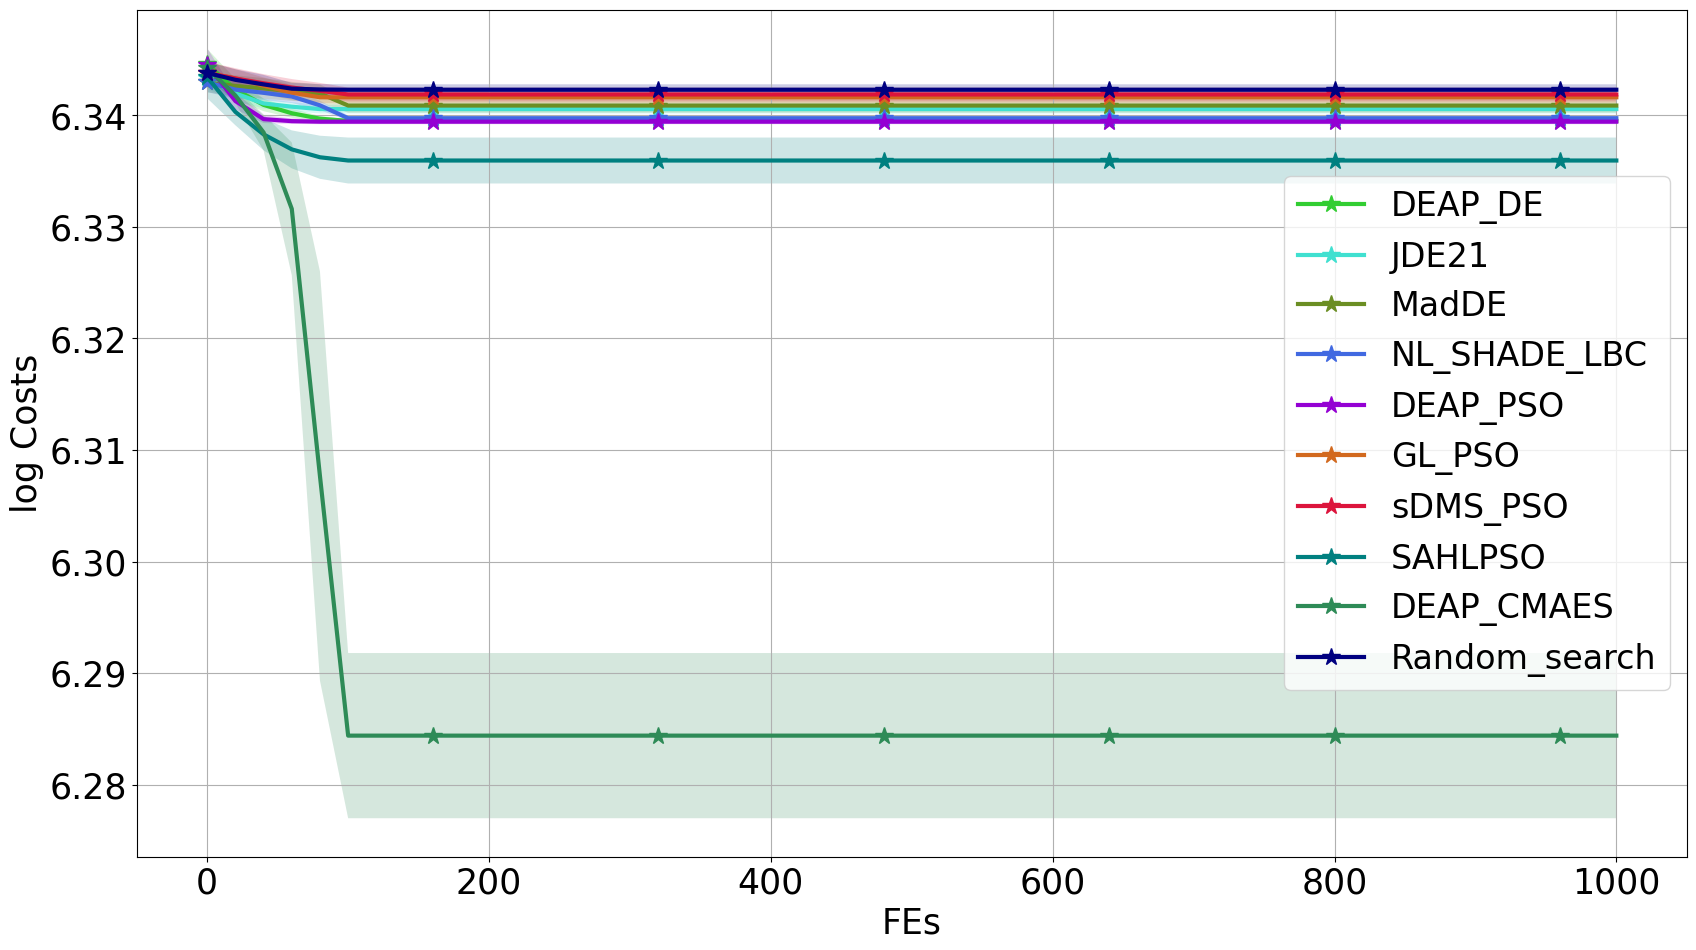 log Costs
6.34
6.33
6.32
6.31
6.30
6.29
6.28
DEAP_DE
JDE21
MadDE
NL_SHADE_LBC
DEAP_PSO
GL_PSO
sDMS_PSO
SAHLPSO
DEAP_CMAES
Random_search
0 200 400 600 800 1000
FEs